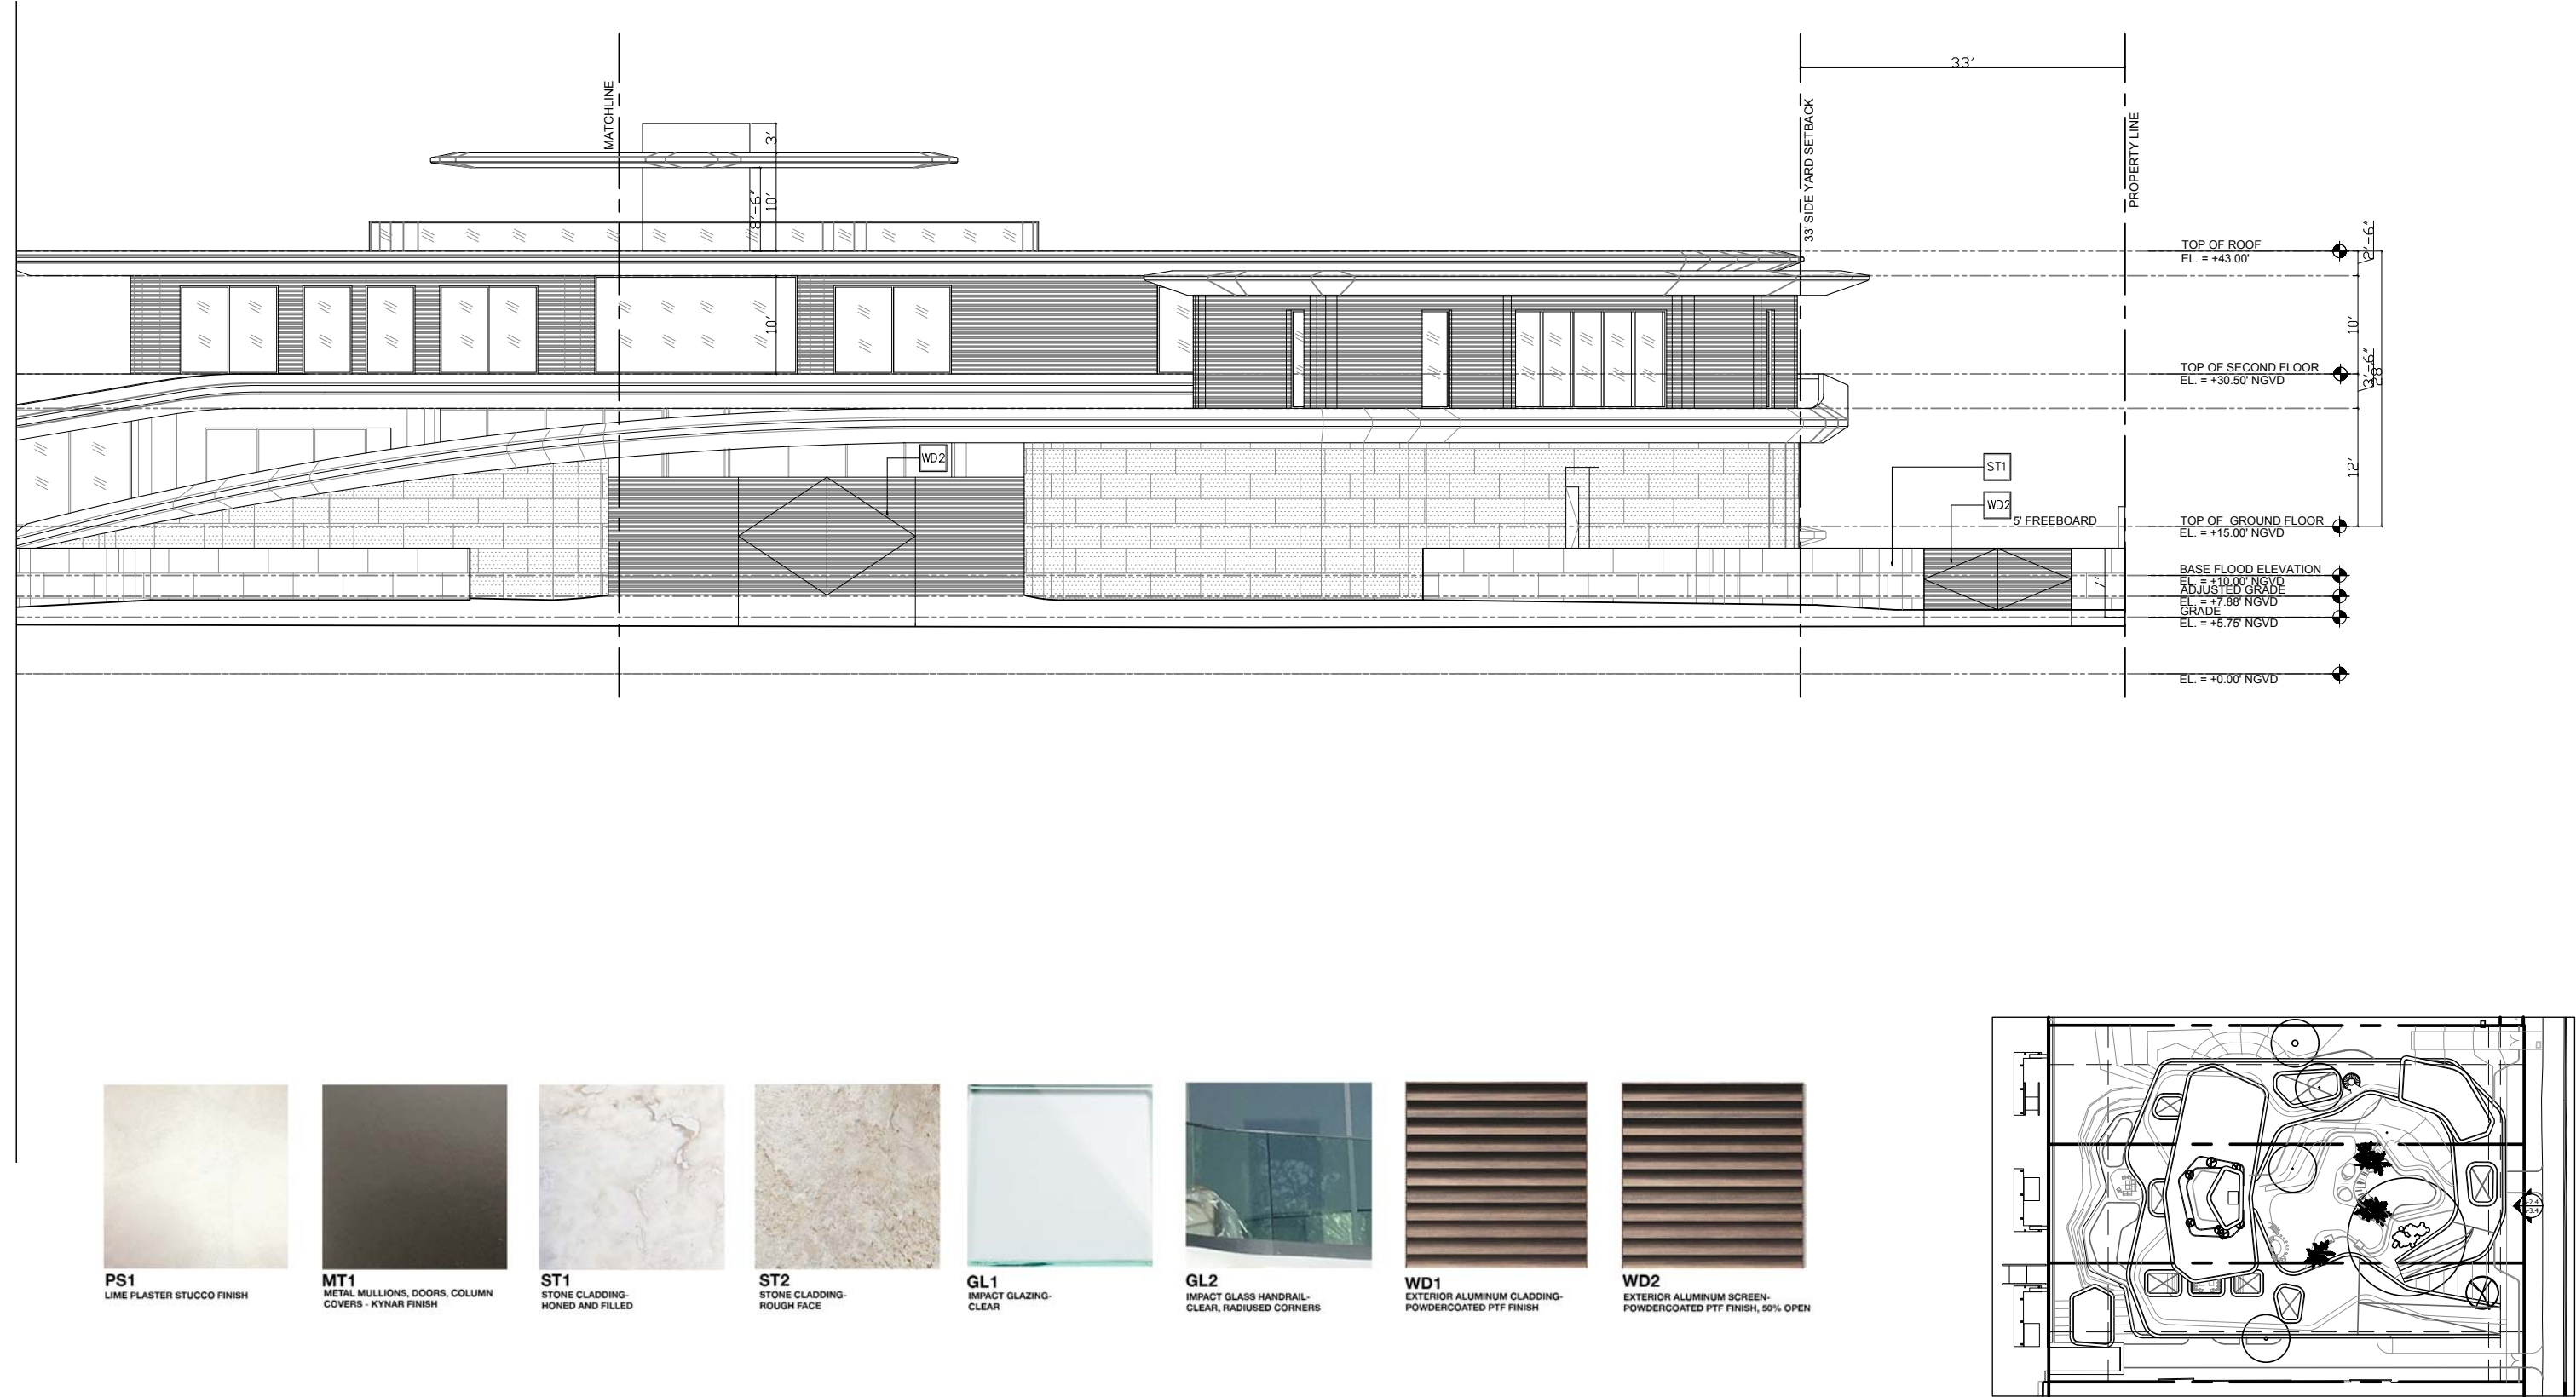 33'
MATCHLINE
33' SIDE YARD SETBACK
PROPERTY LINE
3'
8'-6"
10'
10'
TOP OF ROOF
EL. = +43.00'
2'-6"
10'
TOP OF SECOND FLOOR
EL. = +30.50' NGVD
3'-6"
28'
WD2
ST1
WD2
12'
5' FREEBOARD
TOP OF GROUND FLOOR
EL. = +15.00' NGVD
BASE FLOOD ELEVATION
EL. = +10.00' NGVD
7'
ADJUSTED GRADE
EL. = +7.88' NGVD
GRADE
EL. = +5.75' NGVD
EL. = +0.00' NGVD
PS1
LIME PLASTER STUCCO FINISH
MT1
METAL MULLIONS, DOORS, COLUMN
COVERS - KYNAR FINISH
ST1
STONE CLADDING-
HONED AND FILLED
ST2
STONE CLADDING-
ROUGH FACE
GL1
IMPACT GLAZING-
CLEAR
GL2
IMPACT GLASS HANDRAIL-
CLEAR, RADIUSED CORNERS
WD1
EXTERIOR ALUMINUM CLADDING-
POWDERCOATED PTF FINISH
WD2
EXTERIOR ALUMINUM SCREEN-
POWDERCOATED PTF FINISH, 50% OPEN